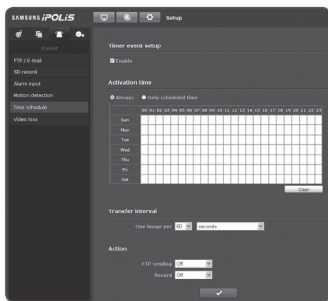 SAMSUNG iPOLiS
Setup
Event
FTP / E-mail
SD record
Alarm input
Motion detection
Time schedule
Video loss
Timer event setup
Enable
Activation time
Always Only scheduled time
00 01 02 03 04 05 06 07 08 09 10 11 12 13 14 15 16 17 18 19 20 21 22 23
Sun
Mon
Tue
Wed
Thu
Fri
Sat
Clear
Transfer interval
One image per 60 seconds
Action
FTP sending Off
Record Off